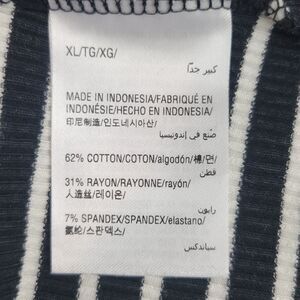 XL/TG/XG/
كبير جدًا
MADE IN INDONESIA/FABRIQUÉ EN
INDONÉSIE/HECHO EN INDONESIA/
印尼制造/인도네시아산/
صنع في إندونيسيا
62% COTTON/COTON/algodón/棉/면/
قطن
31% RAYON/RAYONNE/rayón/
人造丝/레이온/
رايون
7% SPANDEX/SPANDEX/elastano/
氨纶/스판덱스/
سباندكس